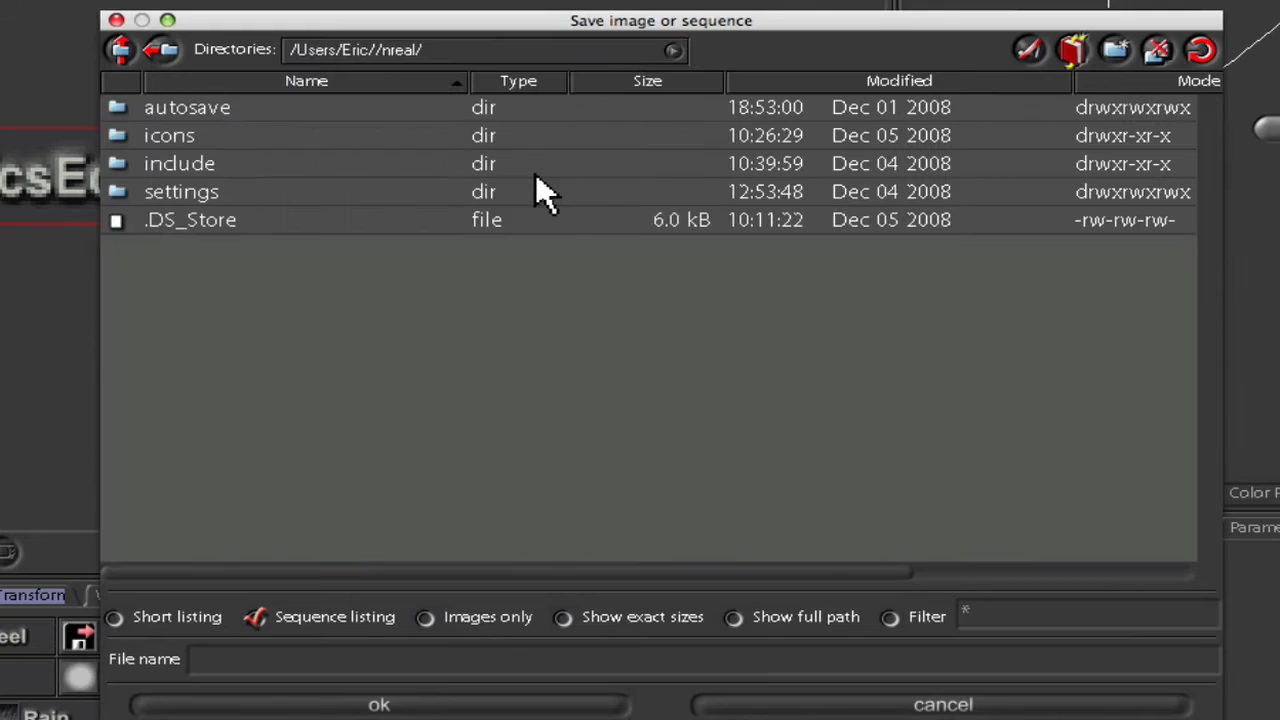 Save image or sequence
Directories: /Users/Eric//nreal/
Name Type Size Modified Mode
autosave dir 18:53:00 Dec 01 2008 drwxrwxrwx
icons dir 10:26:29 Dec 05 2008 drwxr-xr-x
include dir 10:39:59 Dec 04 2008 drwxr-xr-x
settings dir 12:53:48 Dec 04 2008 drwxrwxrwx
.DS_Store file 6.0 kB 10:11:22 Dec 05 2008 -rw-rw-rw-
Color
Parame
Transform
Short listing Sequence listing Images only Show exact sizes Show full path Filter *
File name
ok cancel
Rain